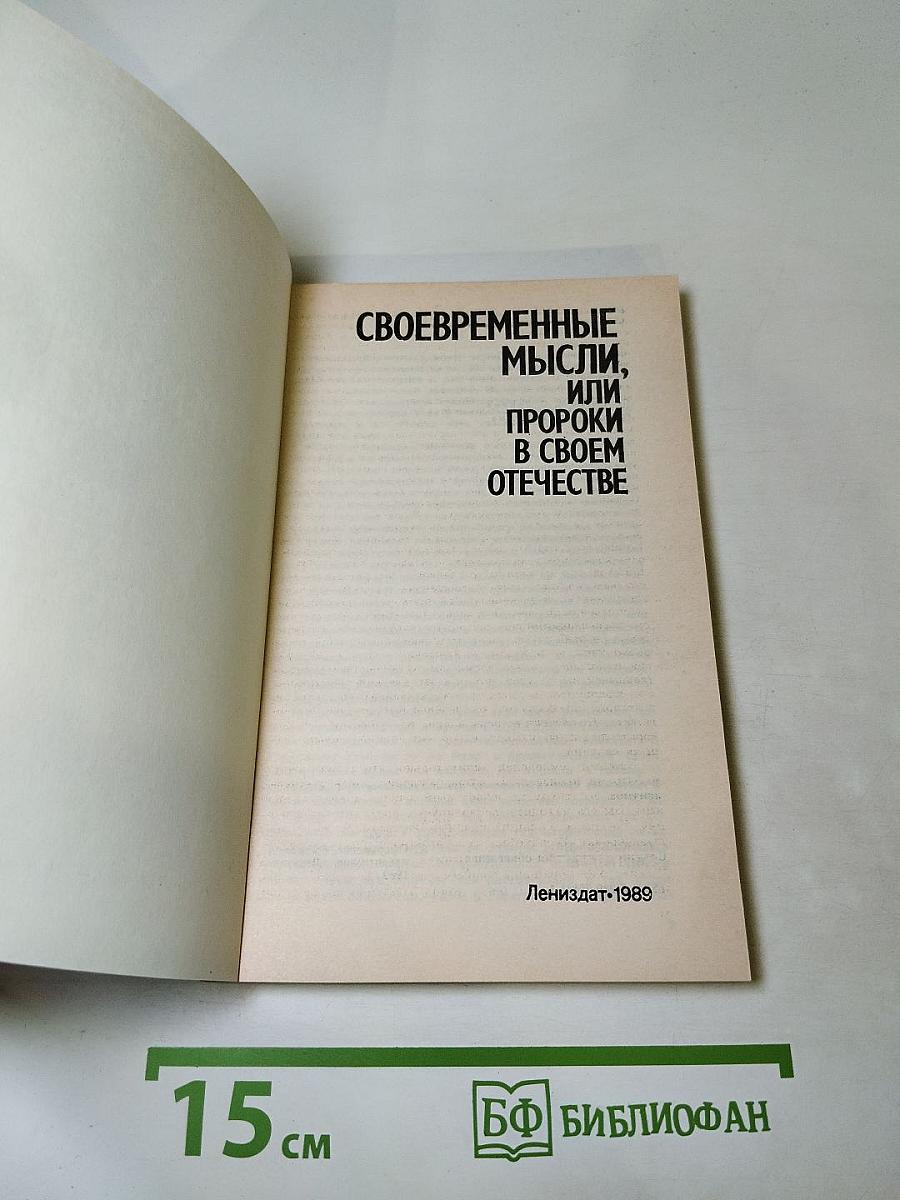 СВОЕВРЕМЕННЫЕ
МЫСЛИ,
ИЛИ
ПРОРОКИ
В СВОЕМ
ОТЕЧЕСТВЕ
Лениздат•1989
15 см
БФ БИБЛИОФАН